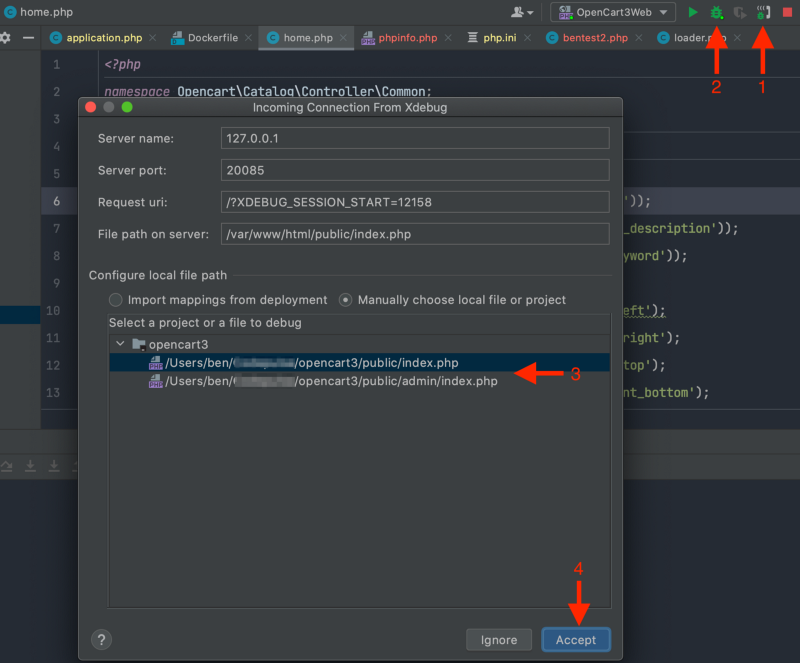 home.php
OpenCart3Web
application.php
Dockerfile
home.php
phpinfo.php
php.ini
bentest2.php
loader.php
1 <?php
2 namespace Opencart\Catalog\Controller\Common;
2
1
Incoming Connection From Xdebug
3
Server name: 127.0.0.1
4
5
Server port: 20085
6
Request uri: /?XDEBUG_SESSION_START=12158
'));
7
File path on server: /var/www/html/public/index.php
_description'));
8
yword'));
9
Configure local file path
Import mappings from deployment
Manually choose local file or project
10
eft');
Select a project or a file to debug
11
opencart3
right');
12
/Users/ben/ /opencart3/public/index.php
top');
3
/Users/ben/ /opencart3/public/admin/index.php
13
nt_bottom');
4
?
Ignore
Accept